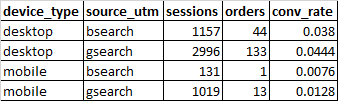 device_type source_utm sessions orders conv_rate
desktop bsearch 1157 44 0.038
desktop gsearch 2996 133 0.0444
mobile bsearch 131 1 0.0076
mobile gsearch 1019 13 0.0128